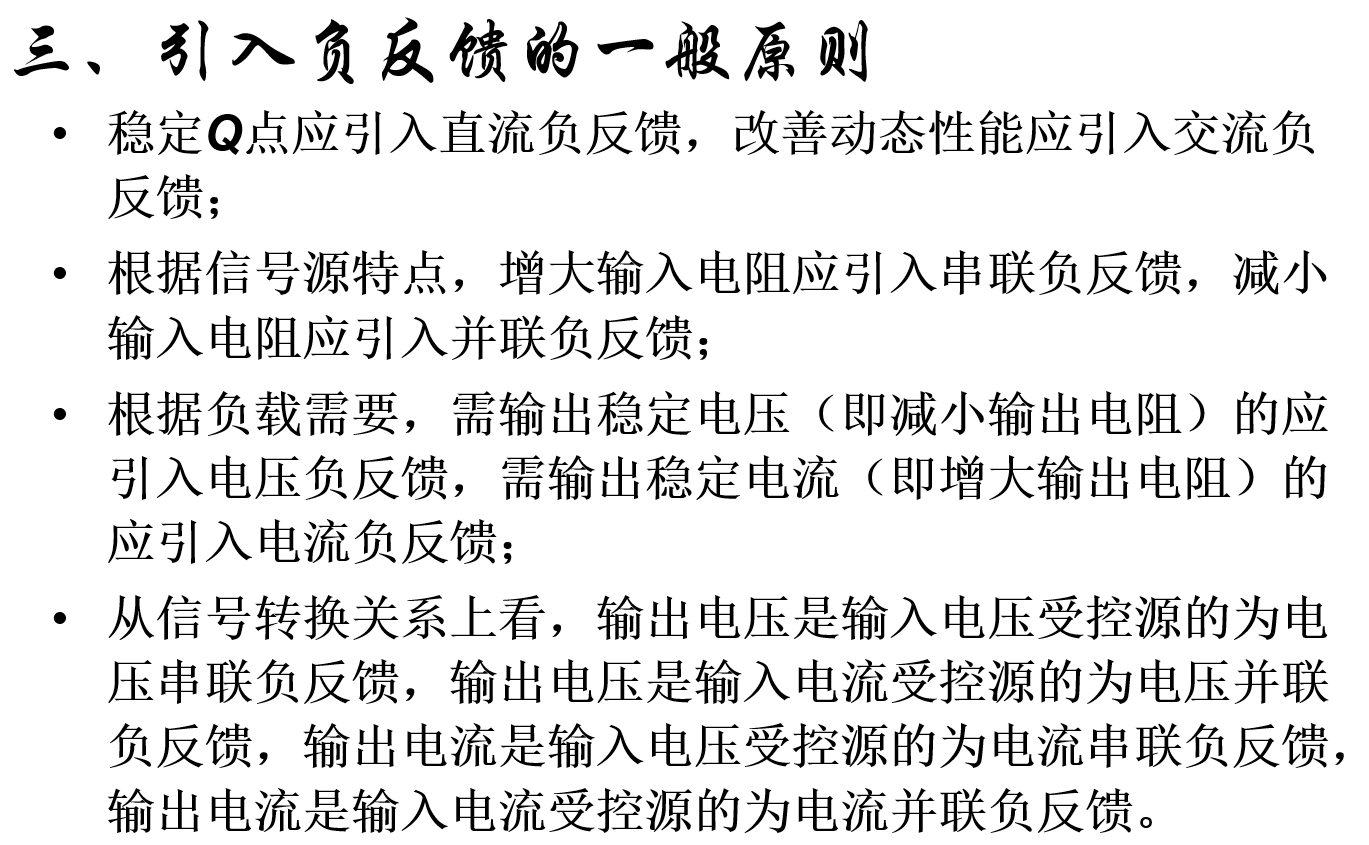 三、引入负反馈的一般原则
• 稳定Q点应引入直流负反馈，改善动态性能应引入交流负
反馈；
• 根据信号源特点，增大输入电阻应引入串联负反馈，减小
输入电阻应引入并联负反馈；
• 根据负载需要，需输出稳定电压（即减小输出电阻）的应
引入电压负反馈，需输出稳定电流（即增大输出电阻）的
应引入电流负反馈；
• 从信号转换关系上看，输出电压是输入电压受控源的为电
压串联负反馈，输出电压是输入电流受控源的为电压并联
负反馈，输出电流是输入电压受控源的为电流串联负反馈，
输出电流是输入电流受控源的为电流并联负反馈。